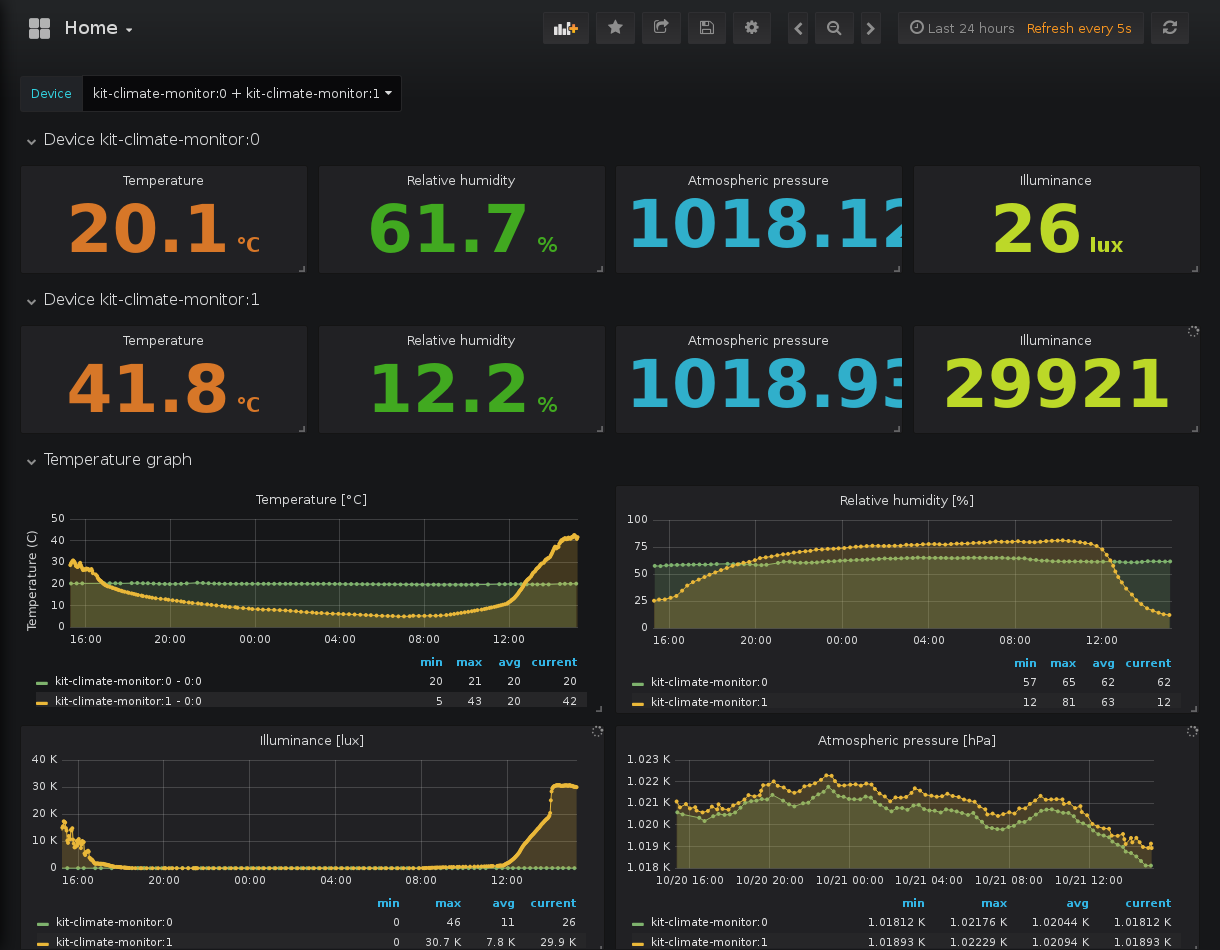 Home
Last 24 hours Refresh every 5s
Device kit-climate-monitor:0 + kit-climate-monitor:1
Device kit-climate-monitor:0
Temperature Relative humidity Atmospheric pressure Illuminance
20.1 °C 61.7 % 1018.12 26 lux
Device kit-climate-monitor:1
Temperature Relative humidity Atmospheric pressure Illuminance
41.8 °C 12.2 % 1018.93 29921
Temperature graph
Temperature [°C]
Temperature (C)
50
40
30
20
10
0
16:00 20:00 00:00 04:00 08:00 12:00
min max avg current
kit-climate-monitor:0 - 0:0 20 21 20 20
kit-climate-monitor:1 - 0:0 5 43 20 42
Relative humidity [%]
100
75
50
25
0
16:00 20:00 00:00 04:00 08:00 12:00
min max avg current
kit-climate-monitor:0 57 65 62 62
kit-climate-monitor:1 12 81 63 12
Illuminance [lux]
40 K
30 K
20 K
10 K
0
16:00 20:00 00:00 04:00 08:00 12:00
min max avg current
kit-climate-monitor:0 0 46 11 26
kit-climate-monitor:1 0 30.7 K 7.8 K 29.9 K
Atmospheric pressure [hPa]
1.023 K
1.022 K
1.021 K
1.020 K
1.019 K
1.018 K
10/20 16:00 10/20 20:00 10/21 00:00 10/21 04:00 10/21 08:00 10/21 12:00
min max avg current
kit-climate-monitor:0 1.01812 K 1.02176 K 1.02044 K 1.01812 K
kit-climate-monitor:1 1.01893 K 1.02229 K 1.02094 K 1.01893 K